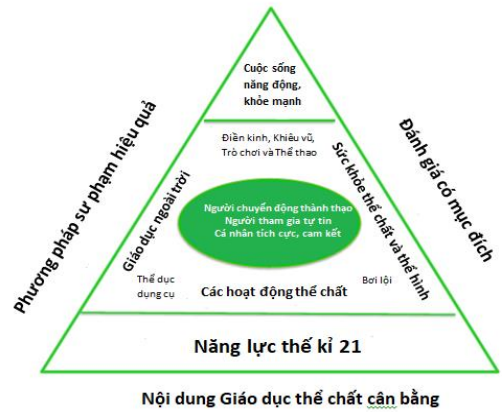 Cuộc sống
năng động,
khỏe mạnh
Phương pháp sư phạm hiệu quả
Đánh giá có mục đích
Điền kinh, Khiêu vũ,
Trò chơi và Thể thao
Giáo dục ngoài trời
Sức khỏe thể chất và thể hình
Người chuyển động thành thạo
Người tham gia tự tin
Cá nhân tích cực, cam kết
Thể dục
dụng cụ
Bơi lội
Các hoạt động thể chất
Năng lực thế kỉ 21
Nội dung Giáo dục thể chất cân bằng